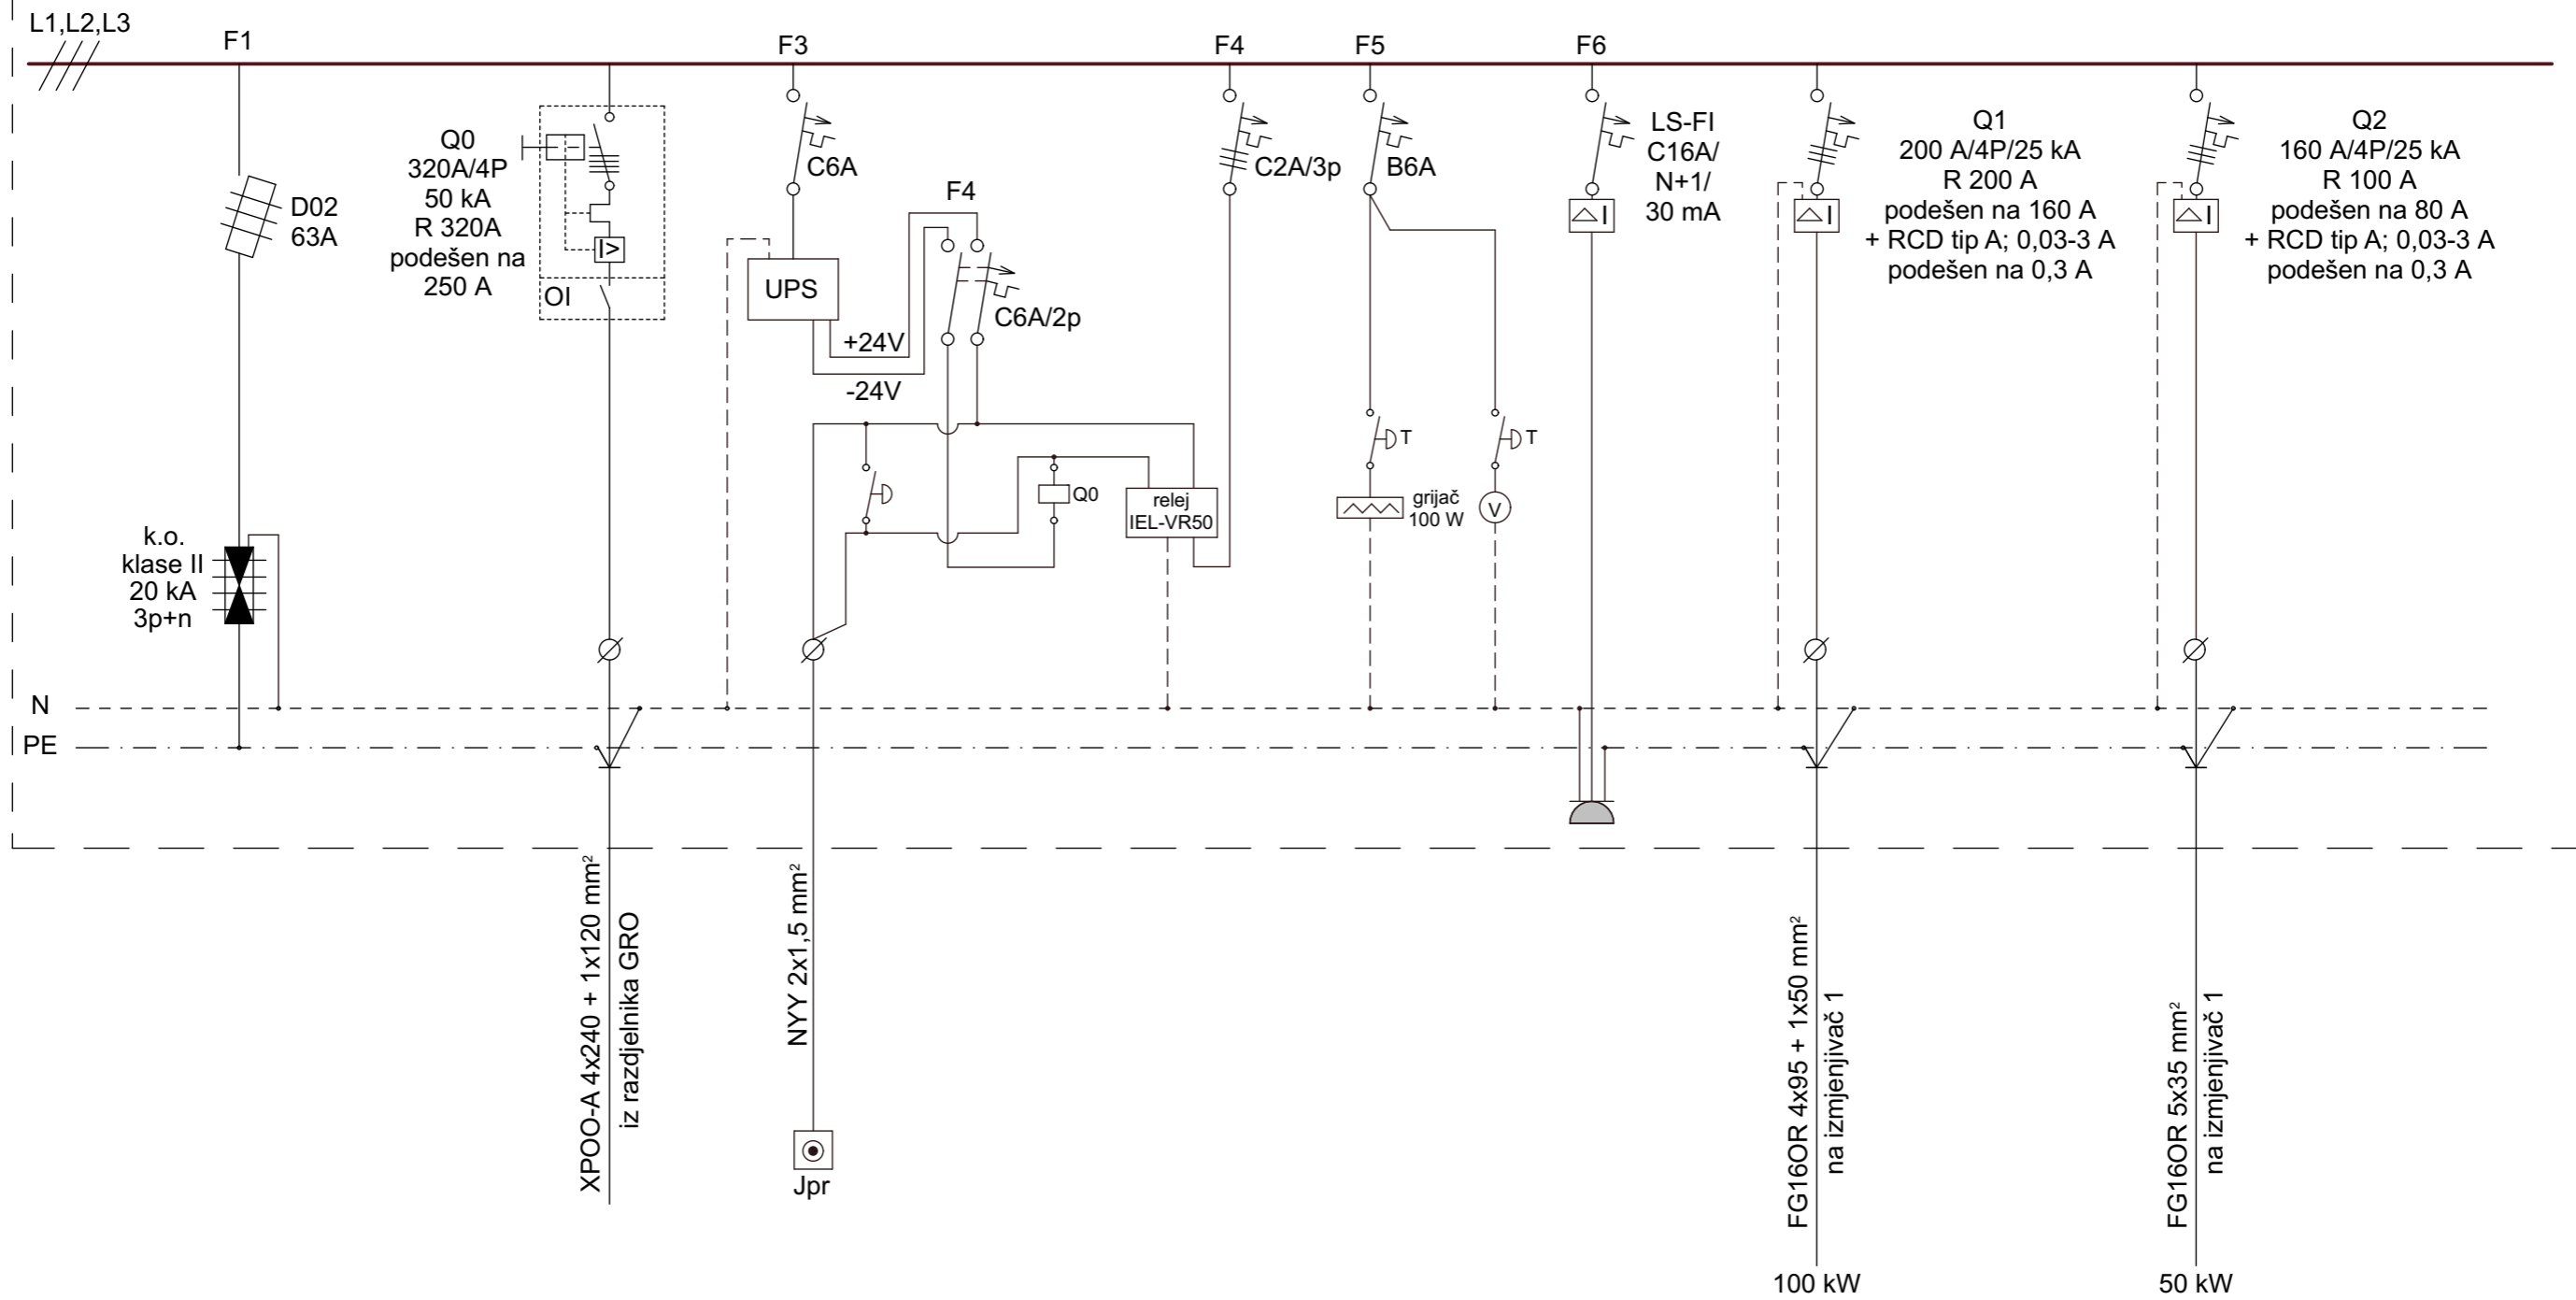 L1,L2,L3
F1
F3
F4
F5
F6
D02
63A
Q0
320A/4P
50 kA
R 320A
podešen na
250 A
OI
I>
C6A
UPS
+24V
-24V
F4
C6A/2p
C2A/3p
B6A
LS-FI
C16A/
N+1/
30 mA
I
Q1
200 A/4P/25 kA
R 200 A
podešen na 160 A
+ RCD tip A; 0,03-3 A
podešen na 0,3 A
I
Q2
160 A/4P/25 kA
R 100 A
podešen na 80 A
+ RCD tip A; 0,03-3 A
podešen na 0,3 A
I
T
T
Q0
relej
IEL-VR50
grijač
100 W
V
k.o.
klase II
20 kA
3p+n
N
PE
XPOO-A 4x240 + 1x120 mm²
iz razdjelnika GRO
NYY 2x1,5 mm²
Jpr
FG16OR 4x95 + 1x50 mm²
na izmjenjivač 1
100 kW
FG16OR 5x35 mm²
na izmjenjivač 1
50 kW